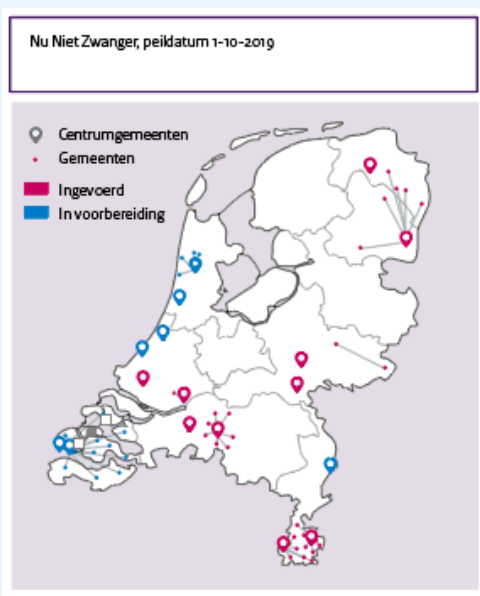 Nu Niet Zwanger, peildatum 1-10-2019
Centrumgemeenten
Gemeenten
Ingevoerd
In voorbereiding